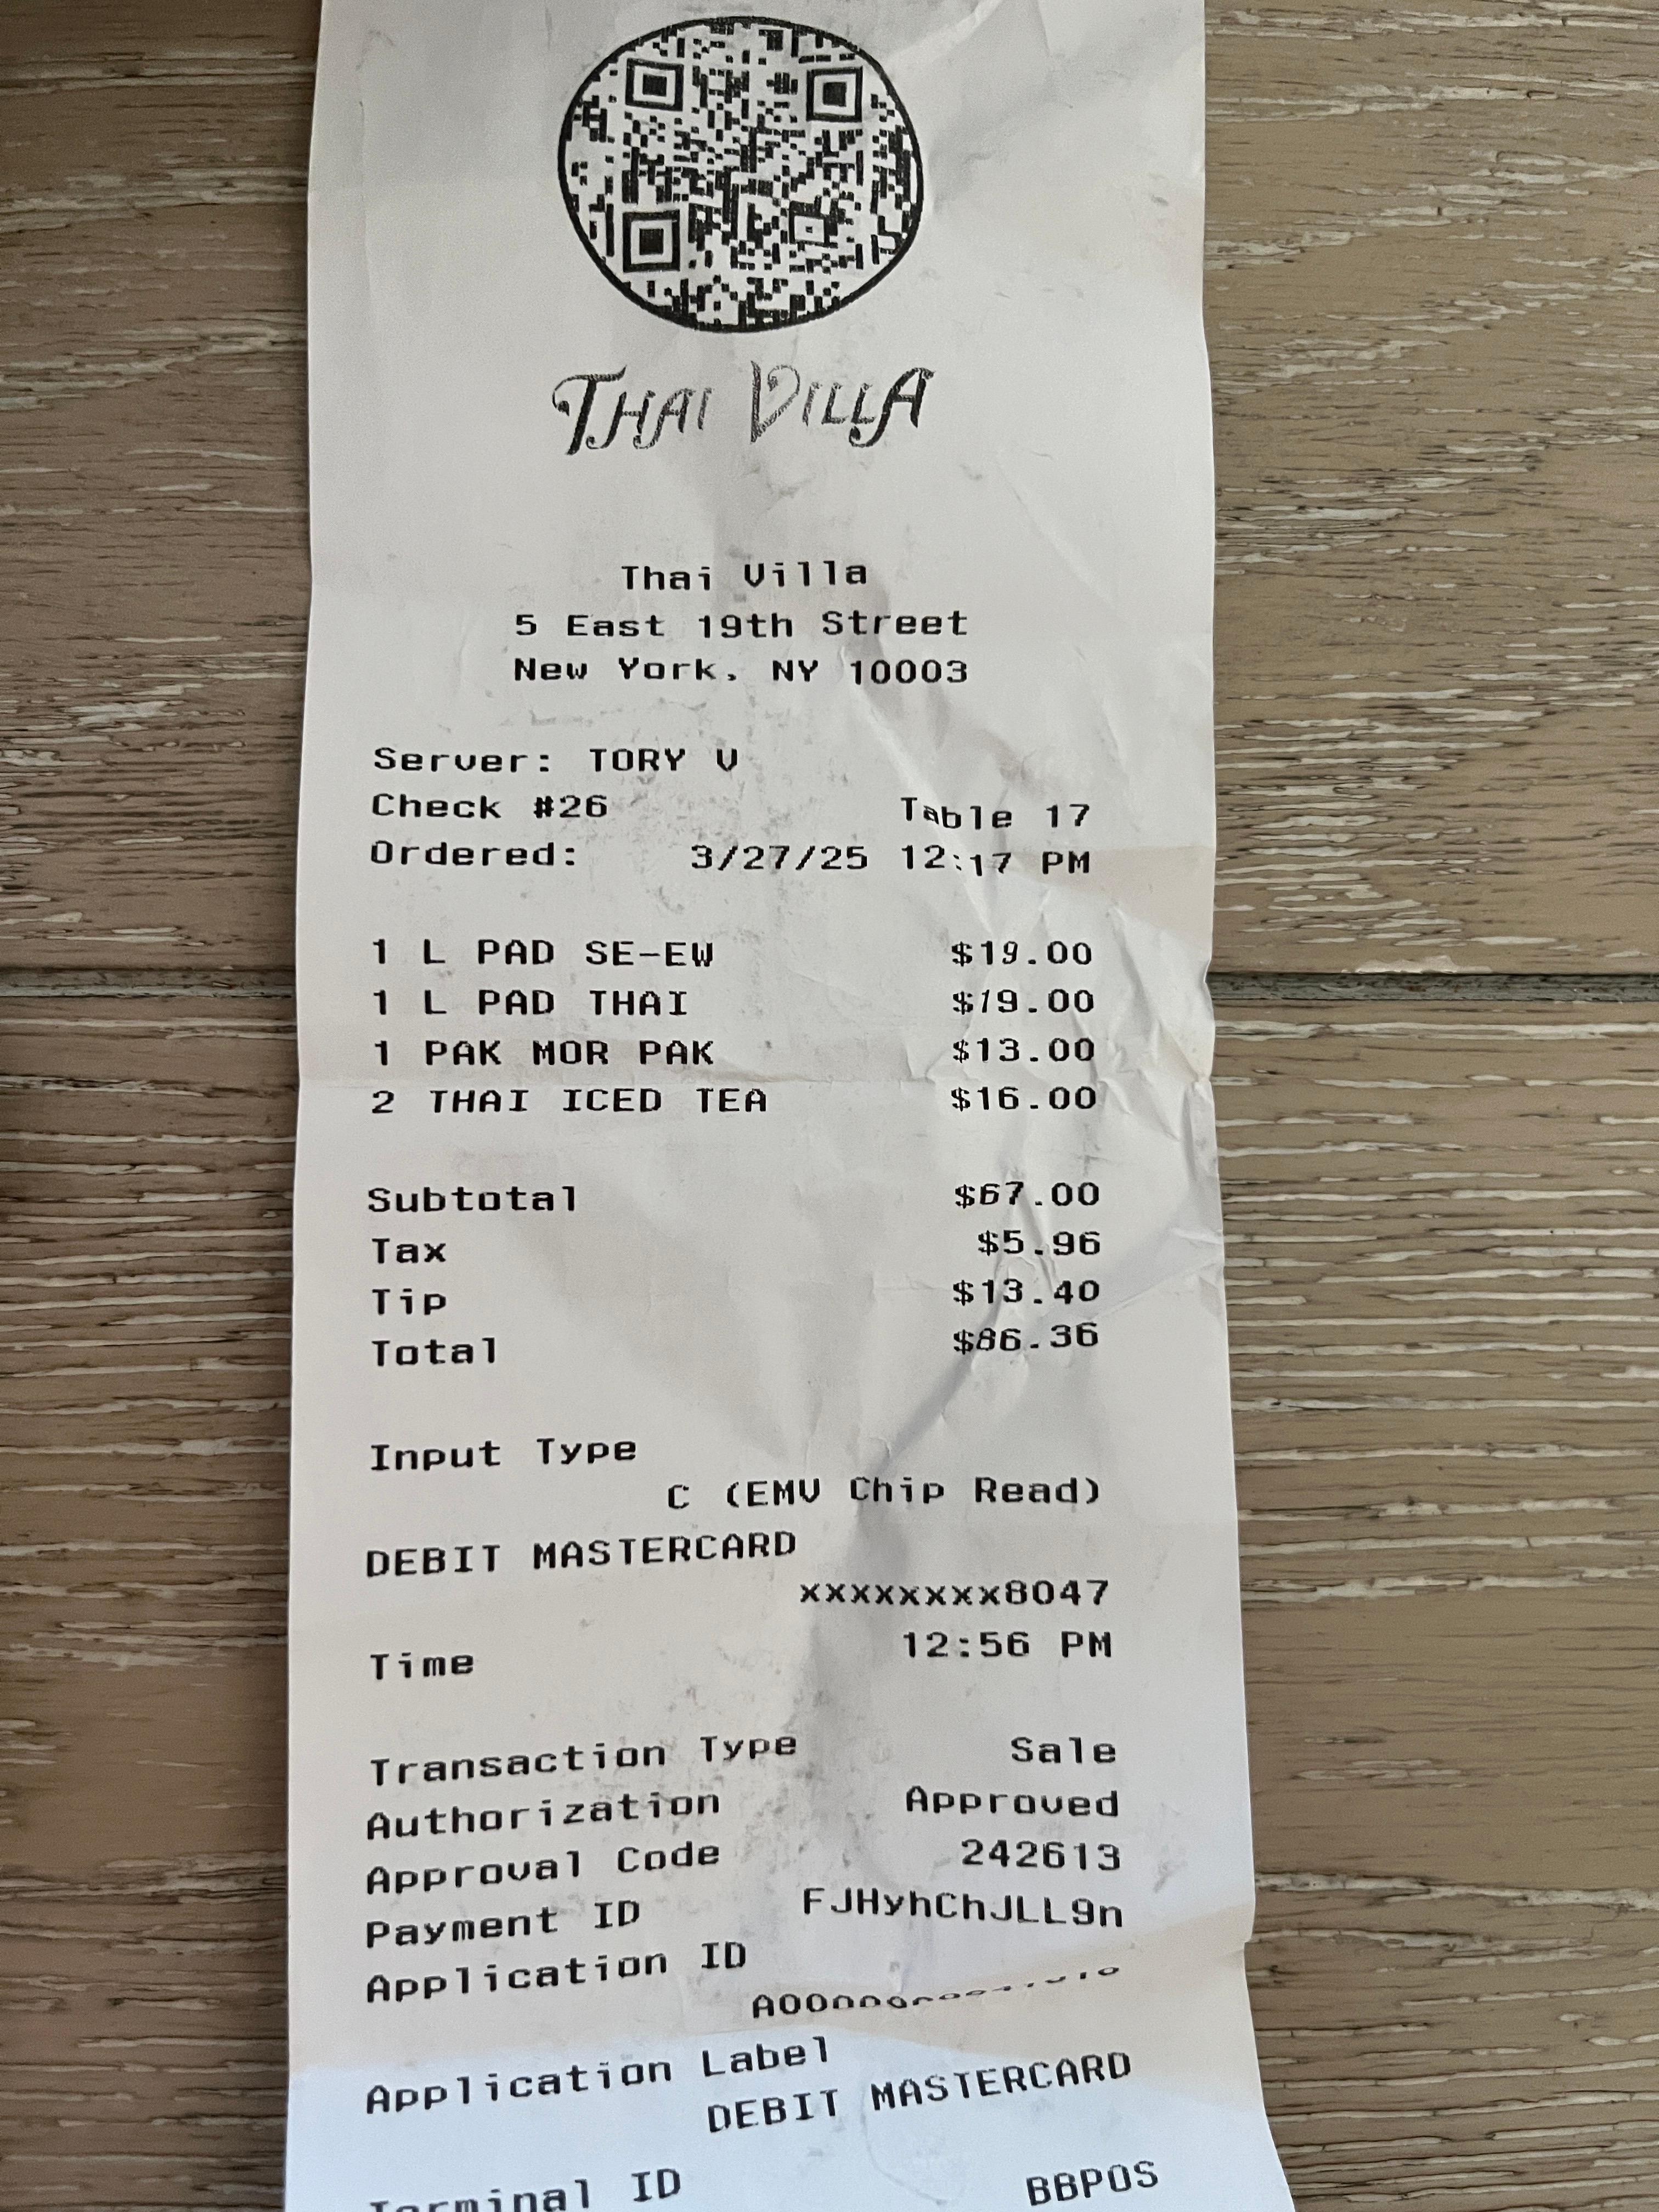 THAI VILLA
Thai Villa
5 East 19th Street
New York, NY 10003
Server: TORY V
Check #26 Table 17
Ordered: 3/27/25 12:17 PM
1 L PAD SE-EW $19.00
1 L PAD THAI $19.00
1 PAK MOR PAK $13.00
2 THAI ICED TEA $16.00
Subtotal $67.00
Tax $5.96
Tip $13.40
Total $86.36
Input Type
C (EMV Chip Read)
DEBIT MASTERCARD
xxxxxxxx8047
Time 12:56 PM
Transaction Type Sale
Authorization Approved
Approval Code 242613
Payment ID FJHyhChJLL9n
Application ID
Application Label
DEBIT MASTERCARD
Terminal ID BBPOS